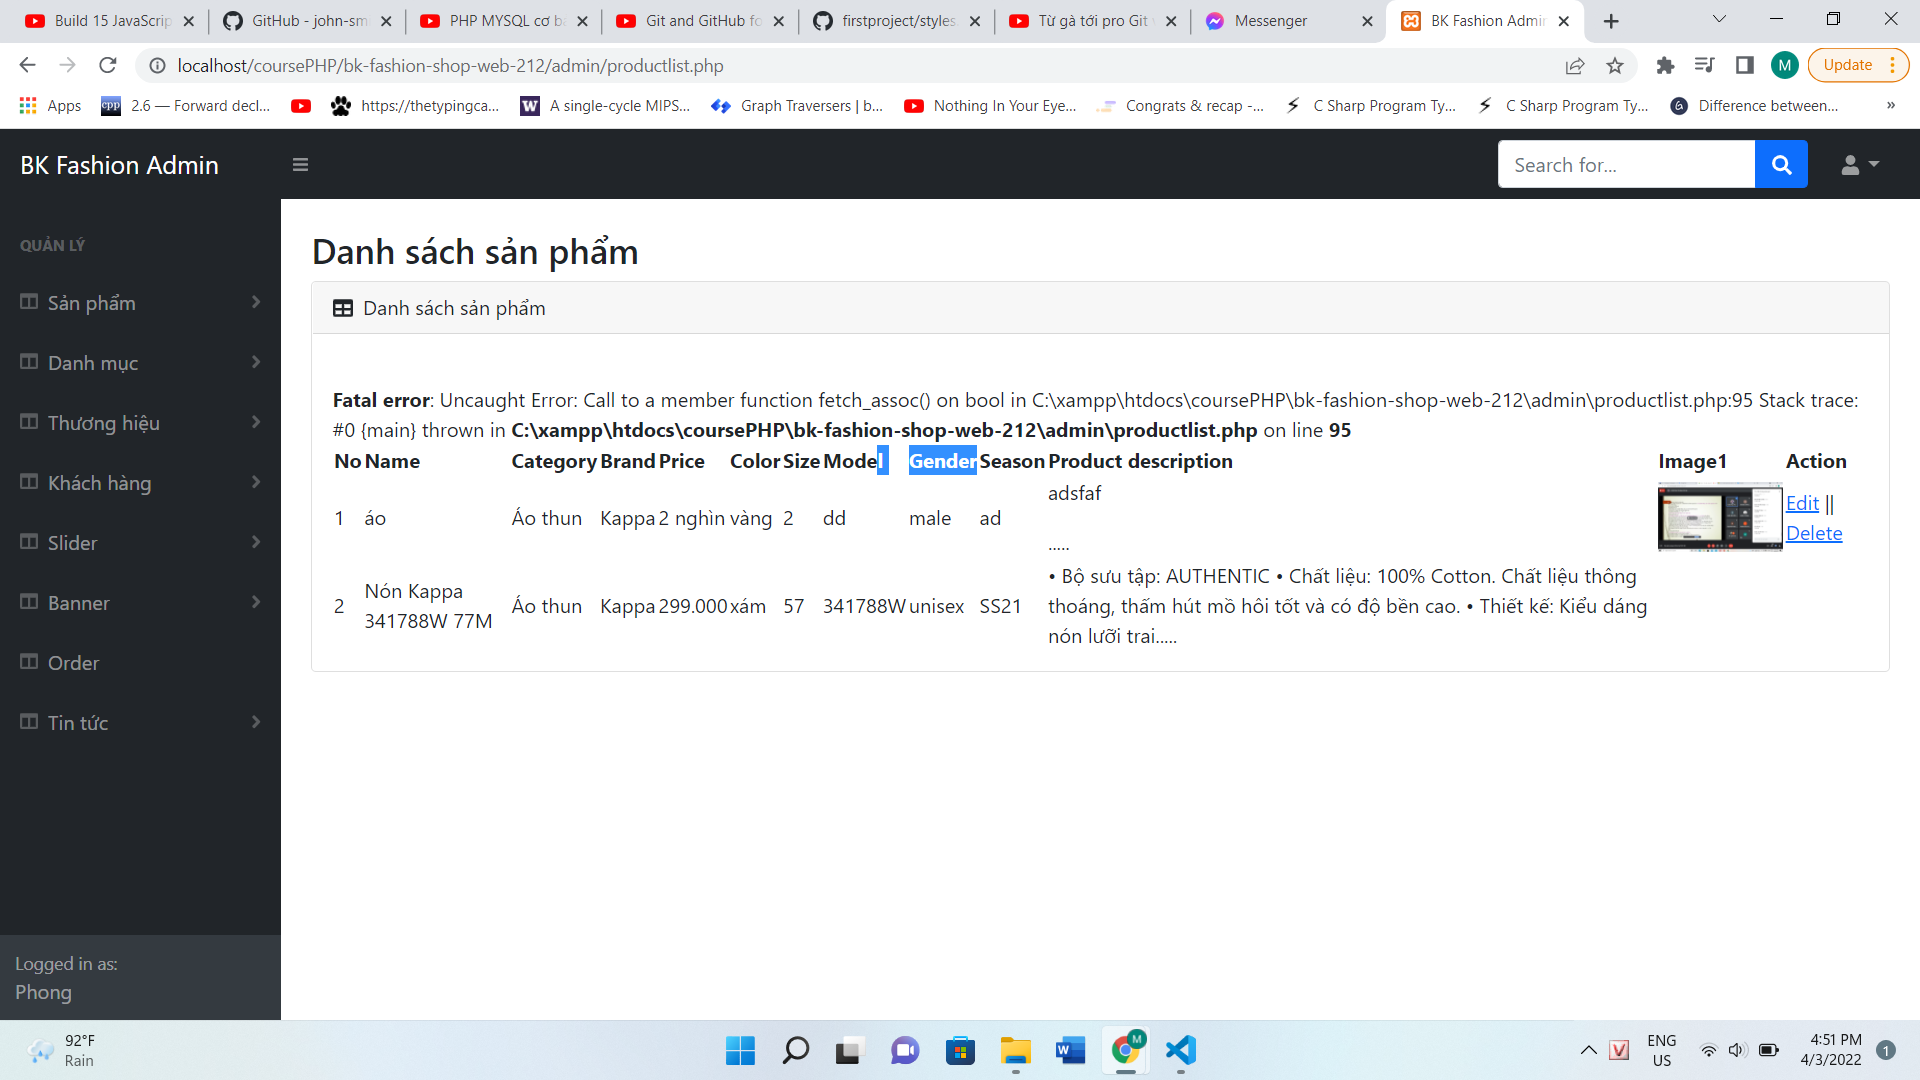 Build 15 JavaScrip
GitHub - john-sm
PHP MYSQL cơ b
Git and GitHub fo
firstproject/styles
Từ gà tới pro Git
Messenger
BK Fashion Admin
localhost/coursePHP/bk-fashion-shop-web-212/admin/productlist.php
M
Update
Apps
cpp
2.6 — Forward decl...
https://thetypingca...
W
A single-cycle MIPS...
Graph Traversers | b...
Nothing In Your Eye...
Congrats & recap -...
C Sharp Program Ty...
C Sharp Program Ty...
Difference between...
»
BK Fashion Admin
Search for...
QUẢN LÝ
Sản phẩm
Danh mục
Thương hiệu
Khách hàng
Slider
Banner
Order
Tin tức
Logged in as:
Phong
Danh sách sản phẩm
Danh sách sản phẩm
Fatal error: Uncaught Error: Call to a member function fetch_assoc() on bool in C:\xampp\htdocs\coursePHP\bk-fashion-shop-web-212\admin\productlist.php:95 Stack trace:
#0 {main} thrown in C:\xampp\htdocs\coursePHP\bk-fashion-shop-web-212\admin\productlist.php on line 95
No Name Category Brand Price Color Size Model Gender Season Product description Image1 Action
1 áo Áo thun Kappa 2 nghìn vàng 2 dd male ad adsfaf
.....
Edit ||
Delete
2 Nón Kappa
341788W 77M
Áo thun Kappa 299.000 xám 57 341788W unisex SS21
• Bộ sưu tập: AUTHENTIC • Chất liệu: 100% Cotton. Chất liệu thông
thoáng, thấm hút mồ hôi tốt và có độ bền cao. • Thiết kế: Kiểu dáng
nón lưỡi trai.....
92°F
Rain
M
V
ENG
US
4:51 PM
4/3/2022
1